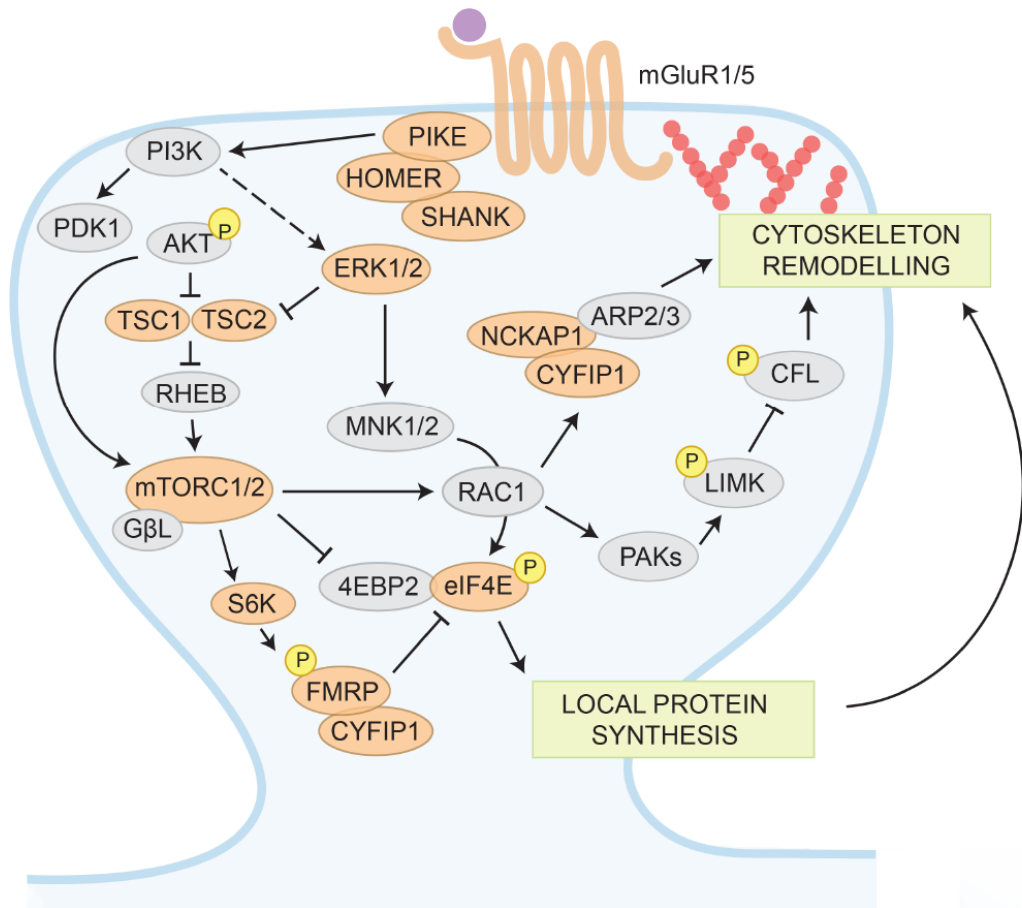 mGluR1/5
PIKE
PI3K
HOMER
SHANK
PDK1
AKT
P
CYTOSKELETON
REMODELLING
ERK1/2
TSC1
TSC2
ARP2/3
NCKAP1
CYFIP1
P
CFL
RHEB
MNK1/2
mTORC1/2
RAC1
P
LIMK
GβL
PAKs
4EBP2
eIF4E
P
S6K
P
FMRP
CYFIP1
LOCAL PROTEIN
SYNTHESIS